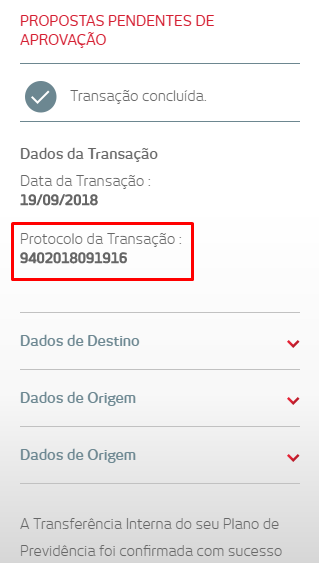 PROPOSTAS PENDENTES DE
APROVAÇÃO
Transação concluída.
Dados da Transação
Data da Transação :
19/09/2018
Protocolo da Transação :
9402018091916
Dados de Destino
Dados de Origem
Dados de Origem
A Transferência Interna do seu Plano de
Previdência foi confirmada com sucesso